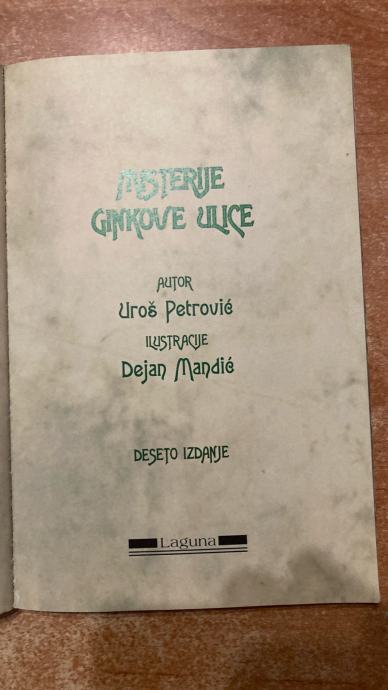 MISTERIJE
GINKOVE ULICE
AUTOR
Uroš Petrović
ILUSTRACIJE
Dejan Mandić
DESETO IZDANJE
Laguna